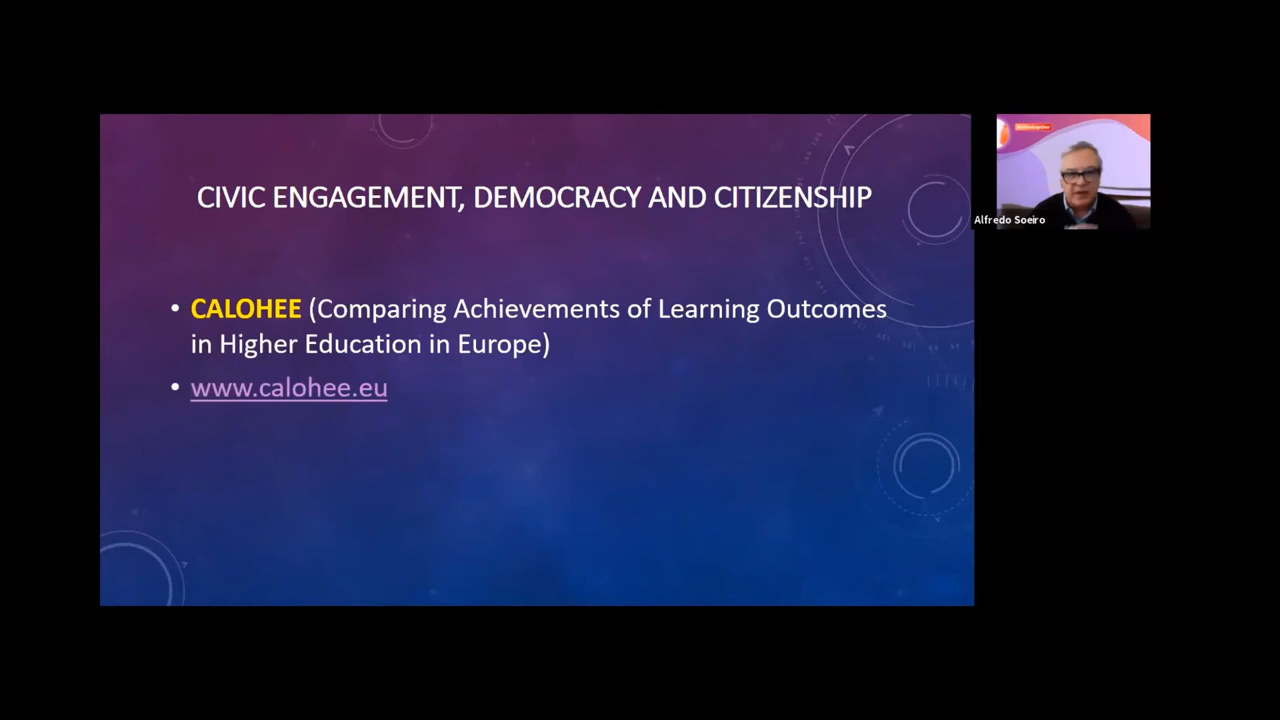 CIVIC ENGAGEMENT, DEMOCRACY AND CITIZENSHIP
• CALOHEE (Comparing Achievements of Learning Outcomes
in Higher Education in Europe)
• www.calohee.eu
Alfredo Soeiro